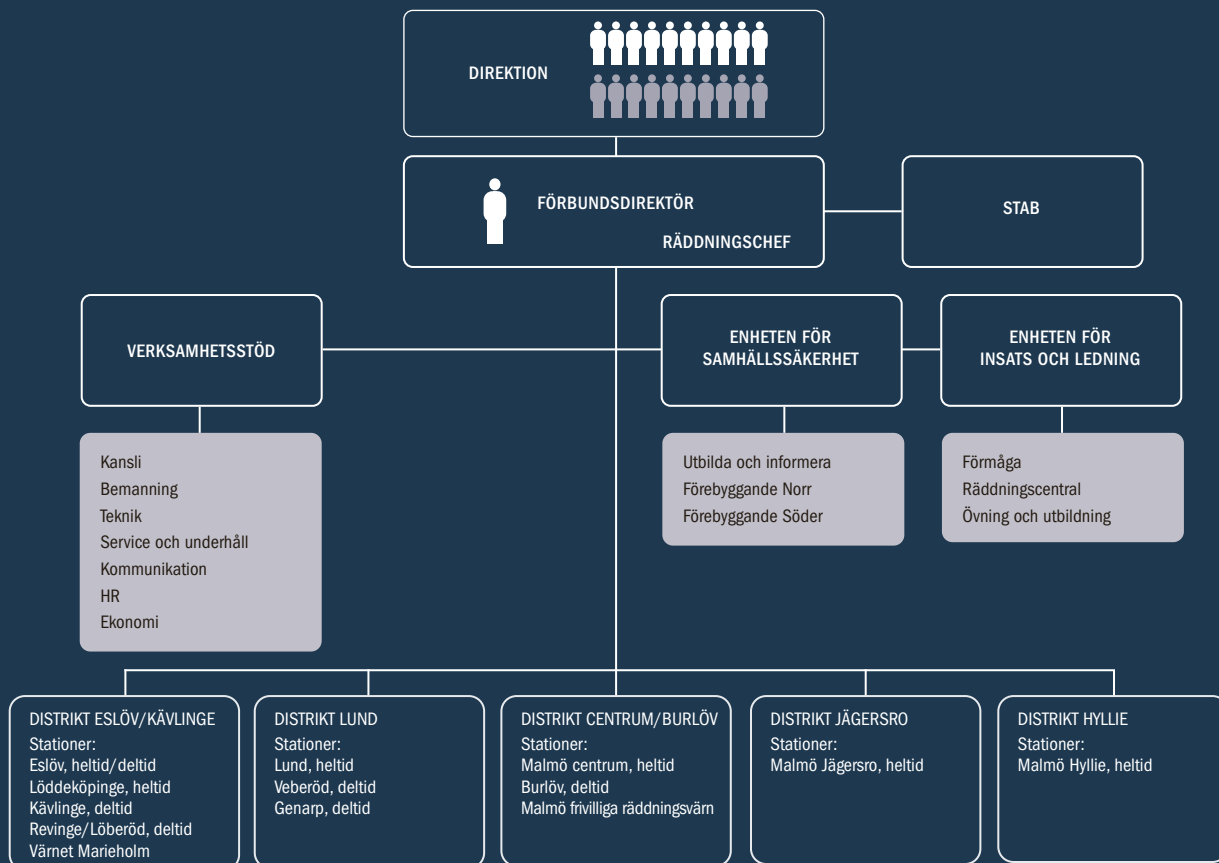 DIREKTION
FÖRBUNDSDIREKTÖR
RÄDDNINGSCHEF
STAB
VERKSAMHETSSTÖD
ENHETEN FÖR
SAMHÄLLSSÄKERHET
ENHETEN FÖR
INSATS OCH LEDNING
Kansli
Bemanning
Teknik
Service och underhåll
Kommunikation
HR
Ekonomi
Utbilda och informera
Förebyggande Norr
Förebyggande Söder
Förmåga
Räddningscentral
Övning och utbildning
DISTRIKT ESLÖV/KÄVLINGE
Stationer:
Eslöv, heltid/deltid
Löddeköpinge, heltid
Kävlinge, deltid
Revinge/Löberöd, deltid
Värnet Marieholm
DISTRIKT LUND
Stationer:
Lund, heltid
Veberöd, deltid
Genarp, deltid
DISTRIKT CENTRUM/BURLÖV
Stationer:
Malmö centrum, heltid
Burlöv, deltid
Malmö frivilliga räddningsvärn
DISTRIKT JÄGERSRO
Stationer:
Malmö Jägersro, heltid
DISTRIKT HYLLIE
Stationer:
Malmö Hyllie, heltid